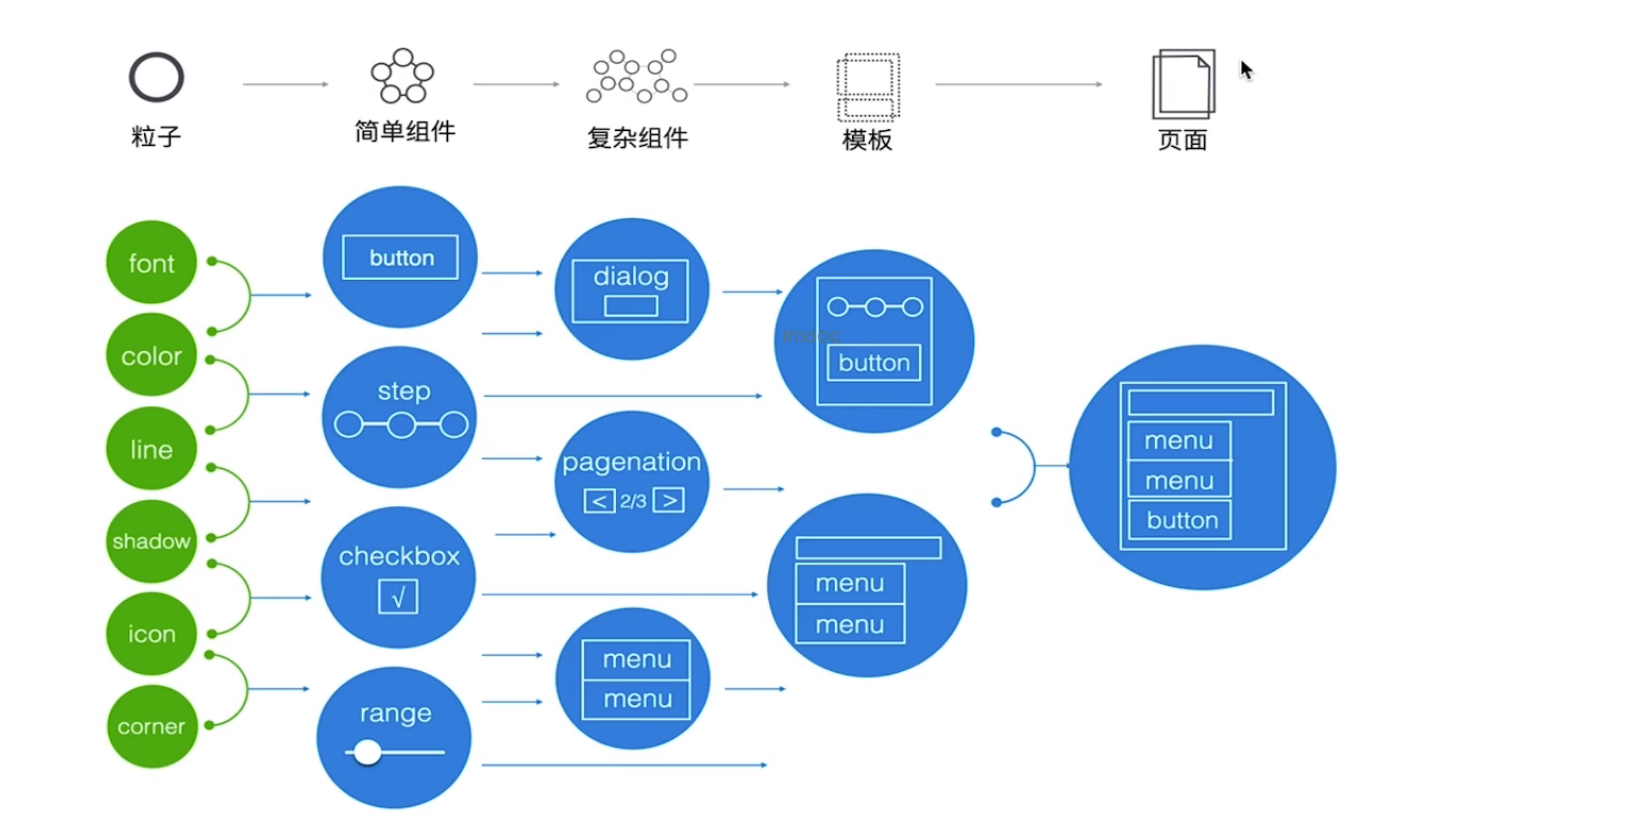 粒子
简单组件
复杂组件
模板
页面
font
color
line
shadow
icon
corner
button
step
checkbox
√
range
dialog
pagenation
< 2/3 >
menu
menu
button
menu
menu
menu
menu
button